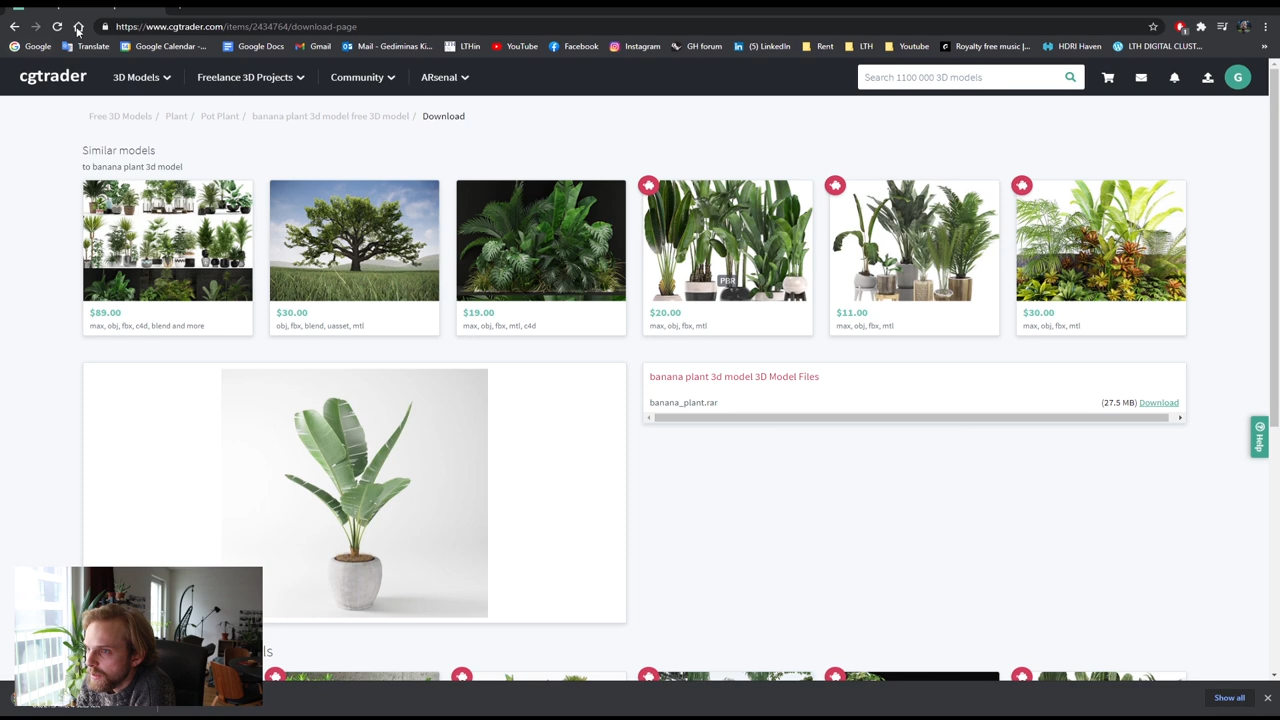 https://www.cgtrader.com/items/2434764/download-page
Google Translate Google Calendar -... Google Docs Gmail Mail - Gediminas Ki... LTHin YouTube Facebook Instagram GH forum (5) LinkedIn Rent LTH Youtube Royalty free music |... HDRI Haven LTH DIGITAL CLUST... »
cgtrader 3D Models Freelance 3D Projects Community ARsenal Search 1100 000 3D models G
Free 3D Models / Plant / Pot Plant / banana plant 3d model free 3D model / Download
Similar models
to banana plant 3d model
PBR
$89.00 $30.00 $19.00 $20.00 $11.00 $30.00
max, obj, fbx, c4d, blend and more obj, fbx, blend, uasset, mtl max, obj, fbx, mtl, c4d max, obj, fbx, mtl max, obj, fbx, mtl max, obj, fbx, mtl
banana plant 3d model 3D Model Files
banana_plant.rar (27.5 MB) Download
Help
Show all